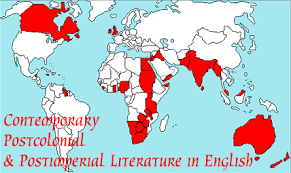 Contemporary
Postcolonial
& Postimperial Literature in English